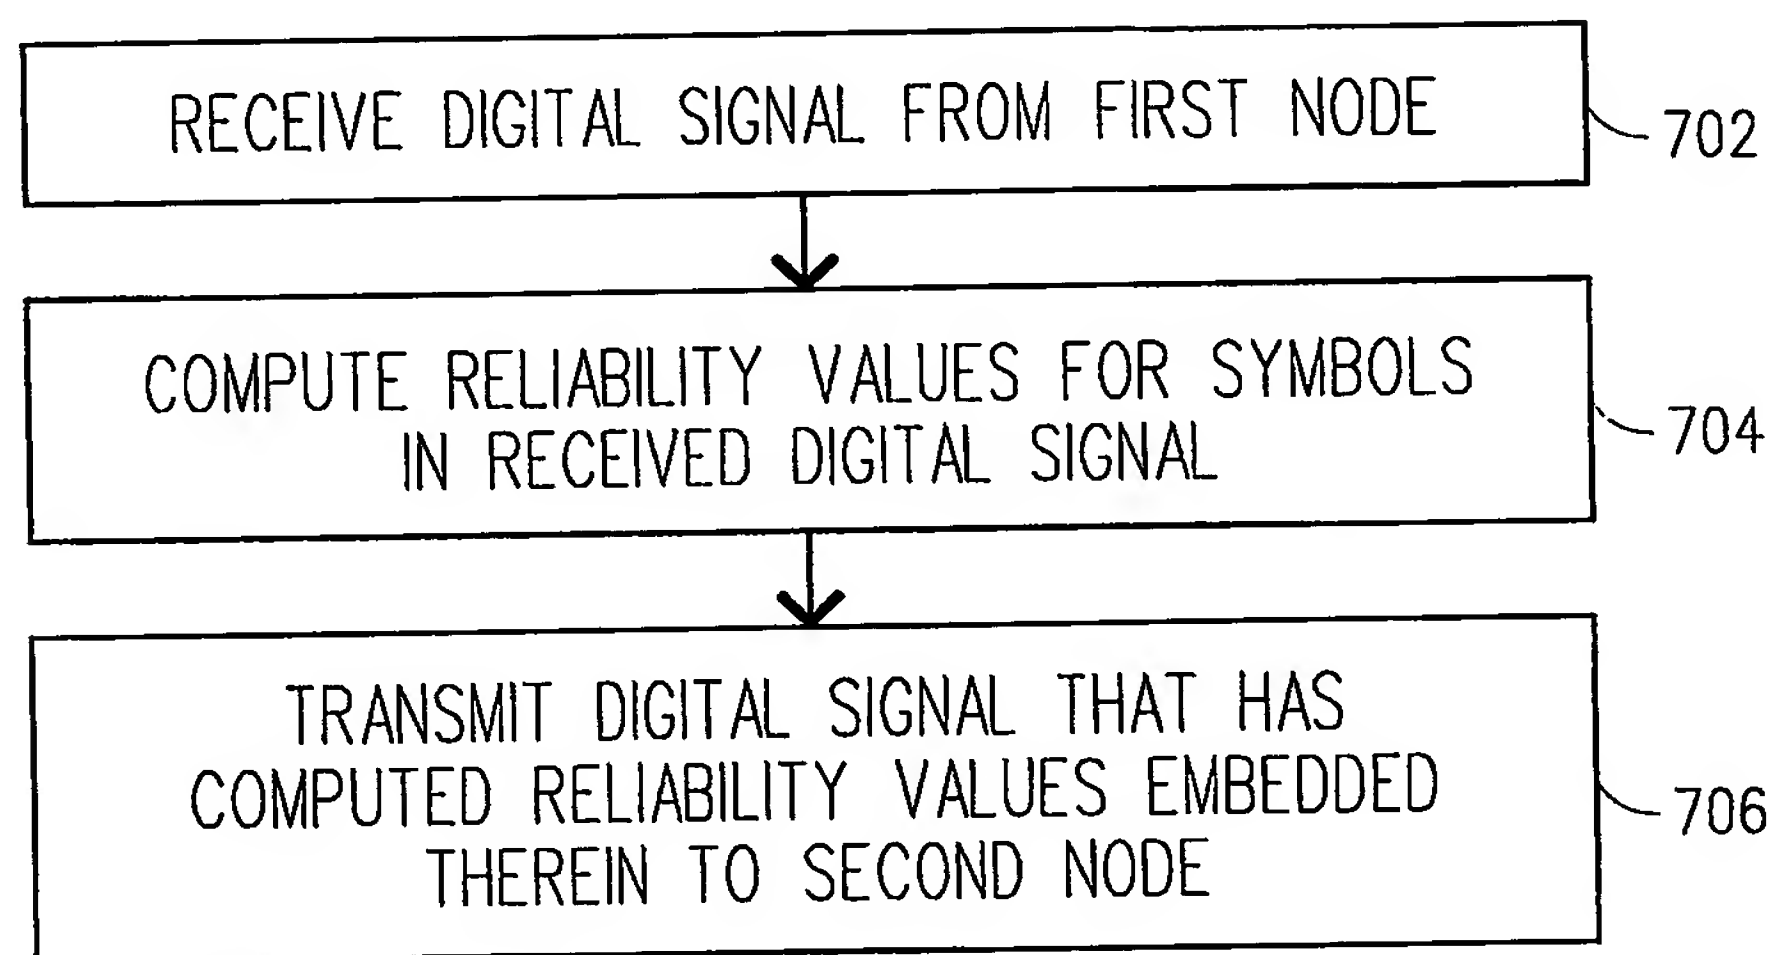 RECEIVE DIGITAL SIGNAL FROM FIRST NODE
702
COMPUTE RELIABILITY VALUES FOR SYMBOLS
IN RECEIVED DIGITAL SIGNAL
704
TRANSMIT DIGITAL SIGNAL THAT HAS
COMPUTED RELIABILITY VALUES EMBEDDED
THEREIN TO SECOND NODE
706